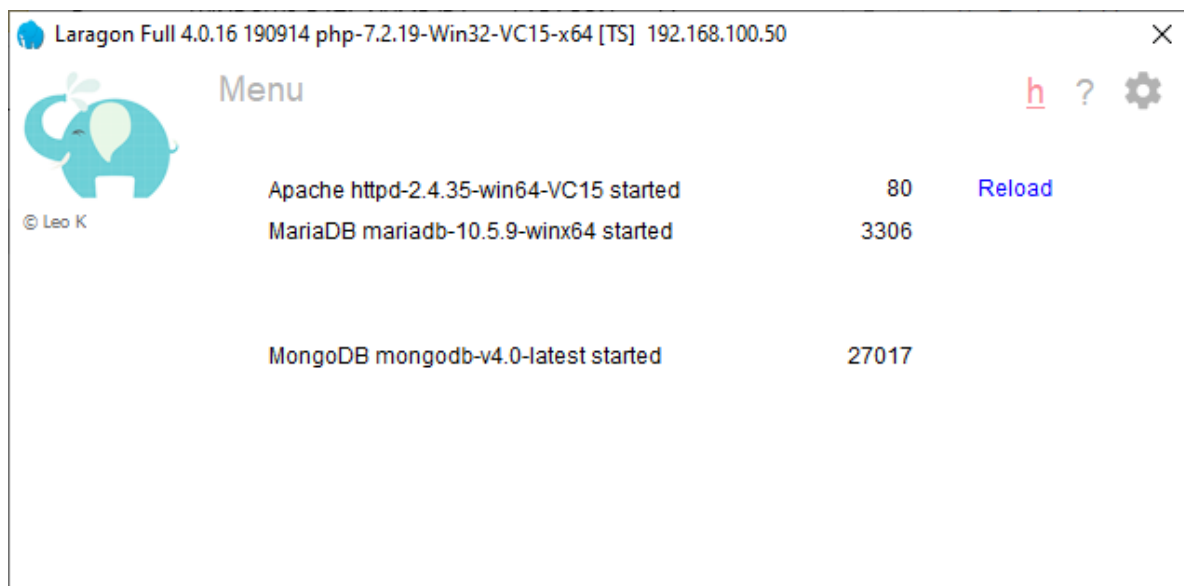 Laragon Full 4.0.16 190914 php-7.2.19-Win32-VC15-x64 [TS] 192.168.100.50
Menu h ?
Apache httpd-2.4.35-win64-VC15 started 80 Reload
© Leo K
MariaDB mariadb-10.5.9-winx64 started 3306
MongoDB mongodb-v4.0-latest started 27017